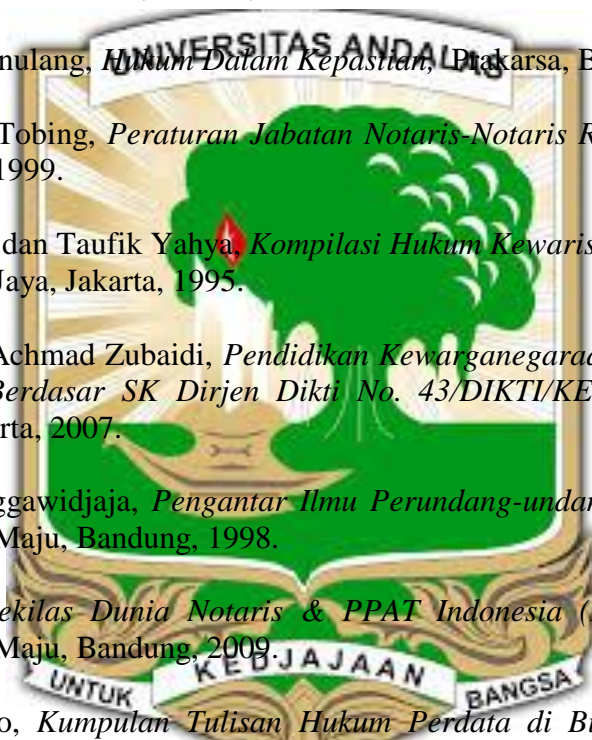 UNIVERSITAS ANDALAS
nulang, Hukum Dalam Kepastian, Prakarsa, B
Tobing, Peraturan Jabatan Notaris-Notaris R
1999.
dan Taufik Yahya, Kompilasi Hukum Kewaris
Jaya, Jakarta, 1995.
Achmad Zubaidi, Pendidikan Kewarganegaraa
Berdasar SK Dirjen Dikti No. 43/DIKTI/KE
rta, 2007.
ggawidjaja, Pengantar Ilmu Perundang-undan
Maju, Bandung, 1998.
ekilas Dunia Notaris & PPAT Indonesia (
Maju, Bandung, 2009.
UNTUK KEDJAJAAN BANGSA
o, Kumpulan Tulisan Hukum Perdata di Bi